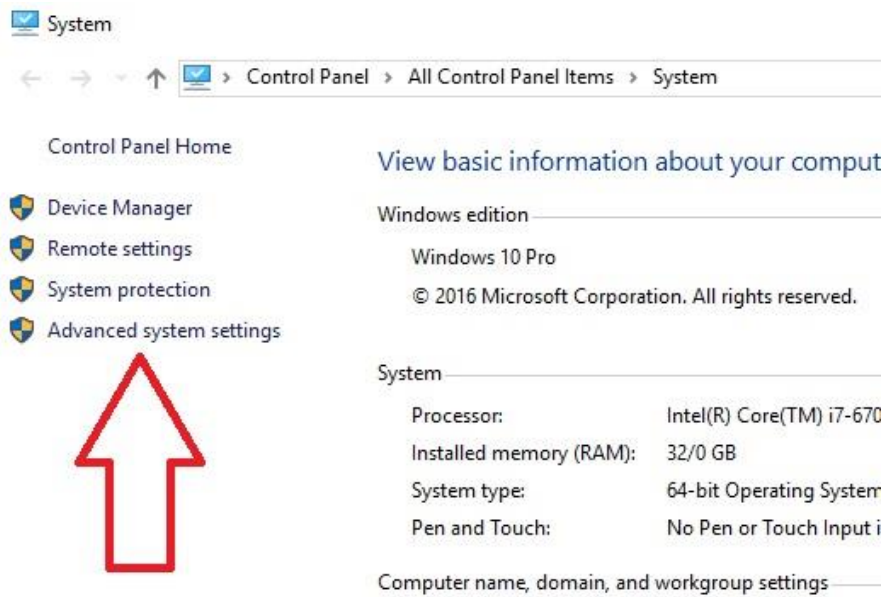 System
Control Panel > All Control Panel Items > System
Control Panel Home
Device Manager
Remote settings
System protection
Advanced system settings
View basic information about your comput
Windows edition
Windows 10 Pro
© 2016 Microsoft Corporation. All rights reserved.
System
Processor: Intel(R) Core(TM) i7-670
Installed memory (RAM): 32/0 GB
System type: 64-bit Operating System
Pen and Touch: No Pen or Touch Input i
Computer name, domain, and workgroup settings